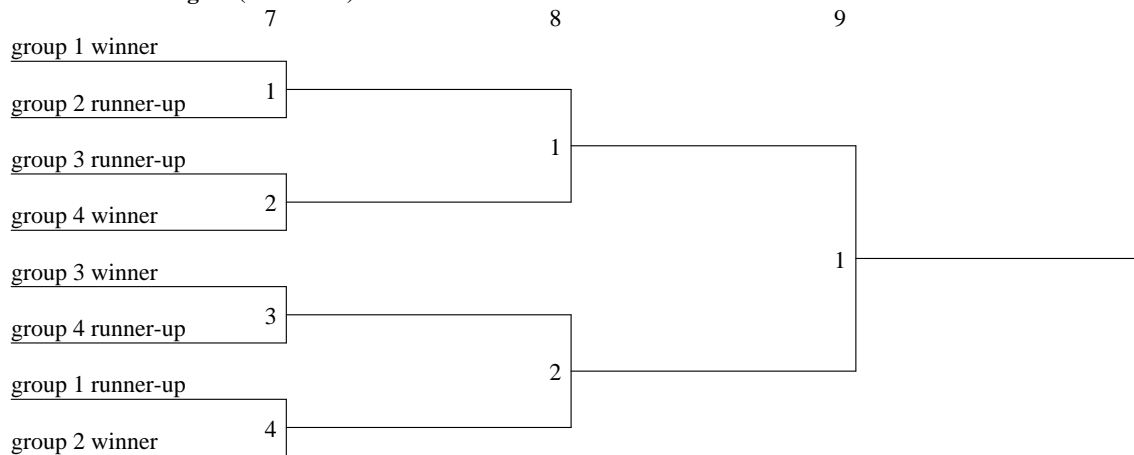 7 8 9
group 1 winner
1
group 2 runner-up
1
group 3 runner-up
2
group 4 winner
1
group 3 winner
3
group 4 runner-up
2
group 1 runner-up
4
group 2 winner